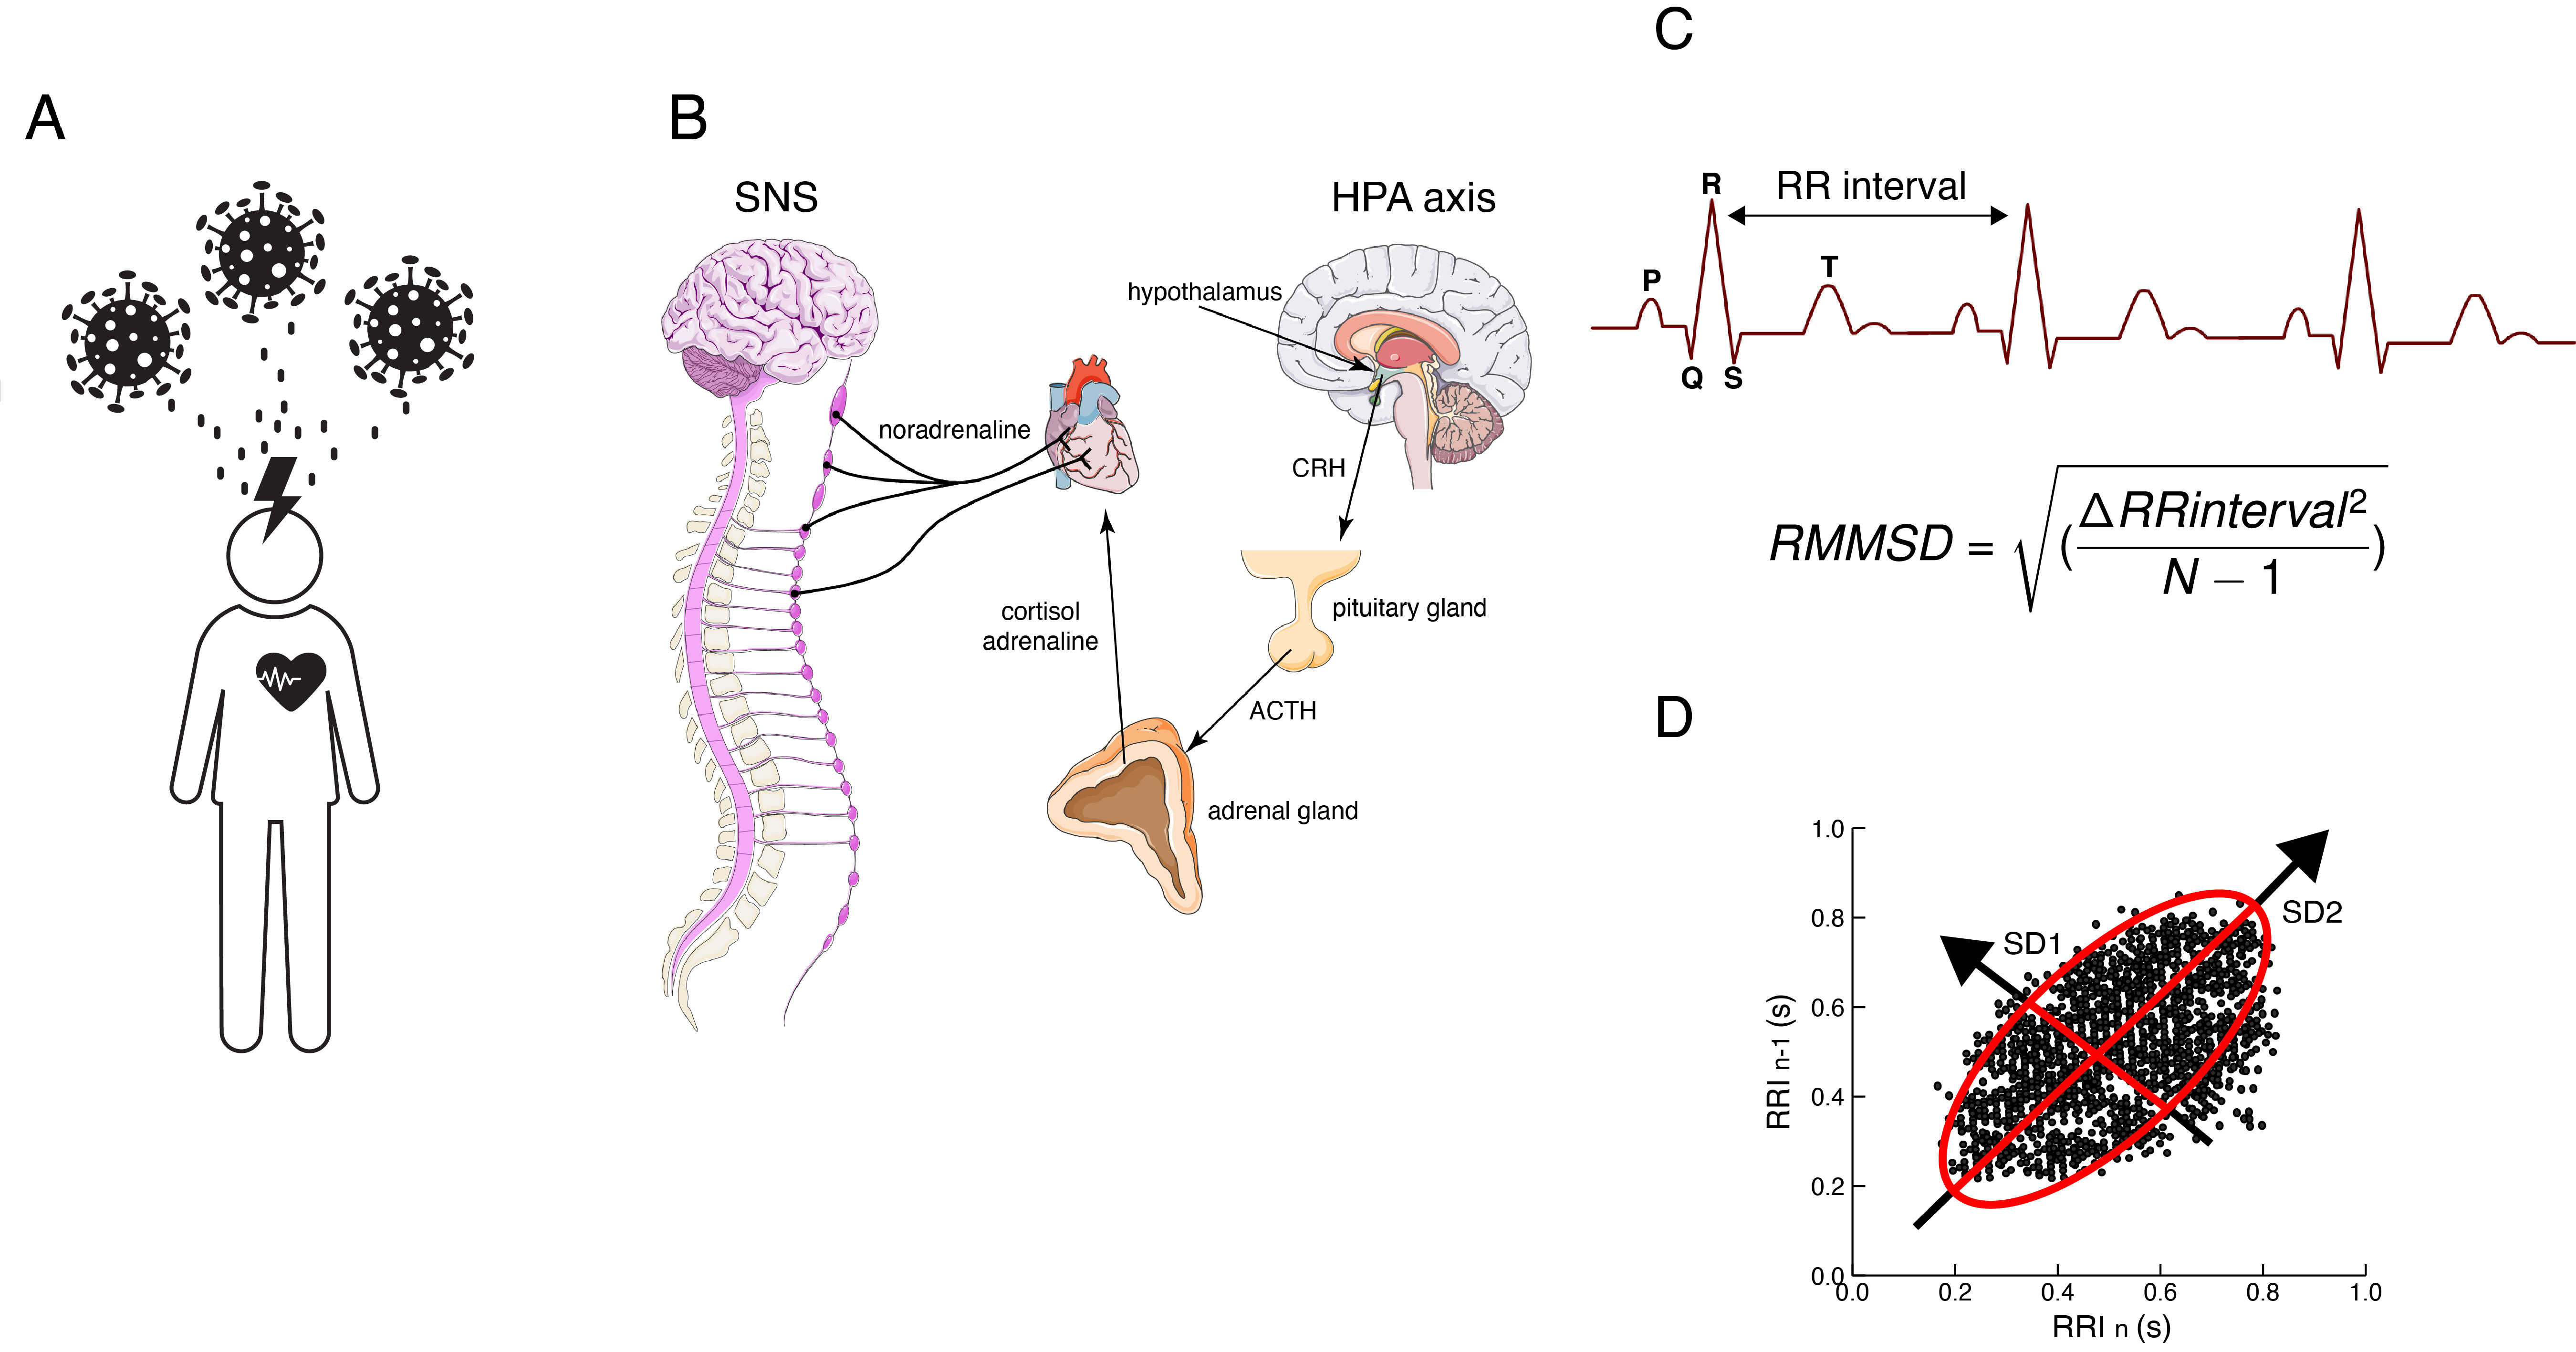 A
B
SNS
HPA axis
hypothalamus
noradrenaline
CRH
cortisol
adrenaline
pituitary gland
ACTH
adrenal gland
C
R
RR interval
P
T
Q
S
RMMSD = √(ΔRRinterval² / N – 1)
D
1.0
0.8
0.6
0.4
0.2
0.0
SD1
SD2
RRI n-1 (s)
0.0 0.2 0.4 0.6 0.8 1.0
RRI n (s)